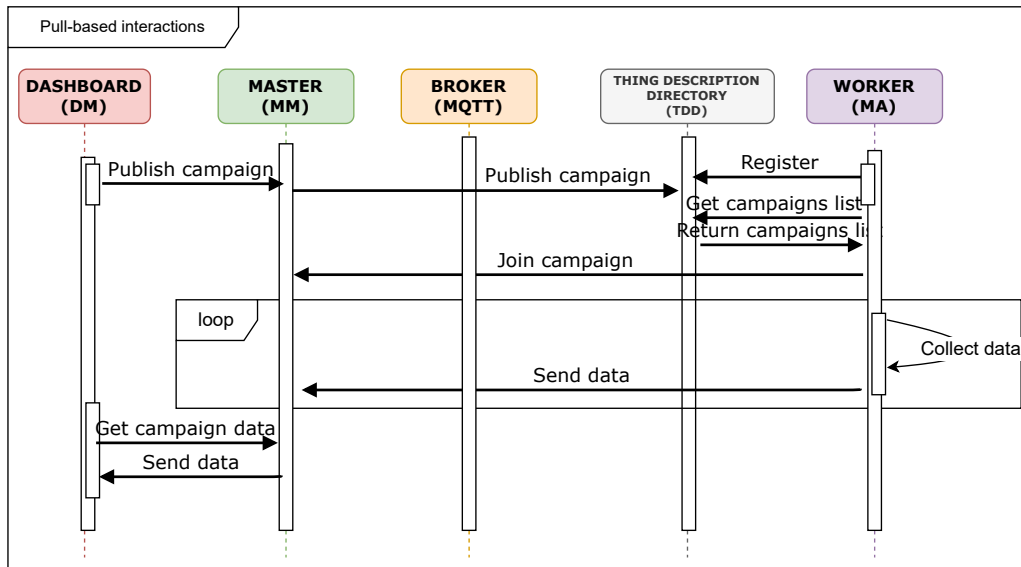 Pull-based interactions
DASHBOARD
(DM)
MASTER
(MM)
BROKER
(MQTT)
THING DESCRIPTION
DIRECTORY
(TDD)
WORKER
(MA)
Publish campaign
Publish campaign
Register
Get campaigns list
Return campaigns list
Join campaign
loop
Collect data
Send data
Get campaign data
Send data